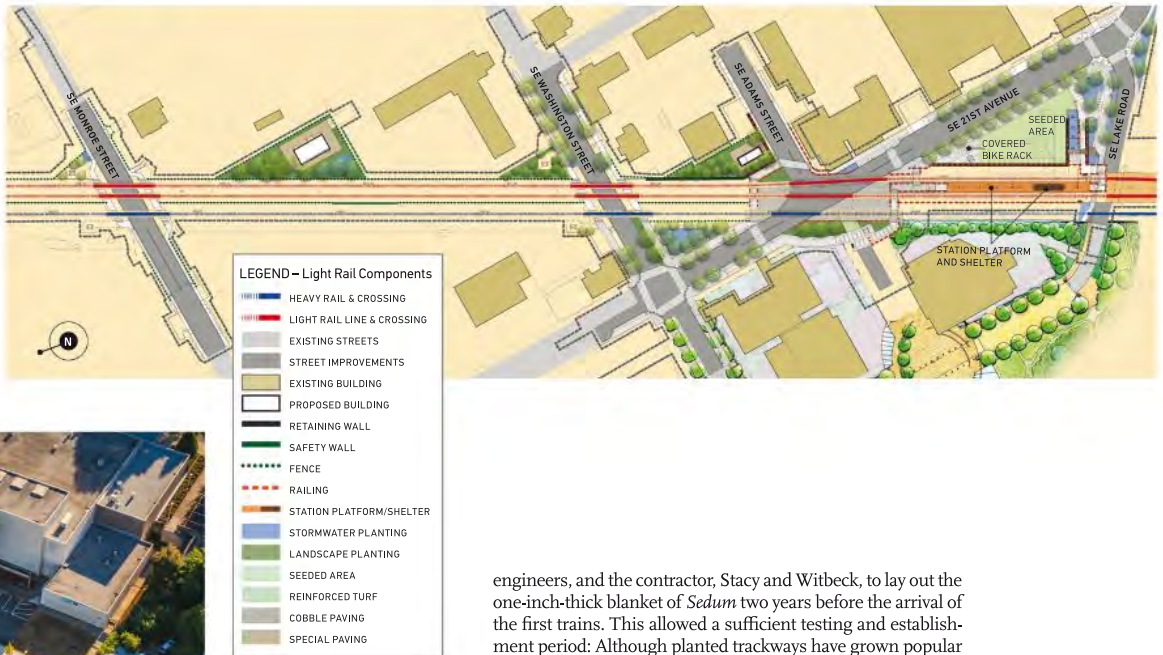 SE MONROE STREET
SE WASHINGTON STREET
SE ADAMS STREET
SE 21ST AVENUE
SEEDED
AREA
COVERED
BIKE RACK
SE LAKE ROAD
STATION PLATFORM
AND SHELTER
N
LEGEND – Light Rail Components
HEAVY RAIL & CROSSING
LIGHT RAIL LINE & CROSSING
EXISTING STREETS
STREET IMPROVEMENTS
EXISTING BUILDING
PROPOSED BUILDING
RETAINING WALL
SAFETY WALL
FENCE
RAILING
STATION PLATFORM/SHELTER
STORMWATER PLANTING
LANDSCAPE PLANTING
SEEDED AREA
REINFORCED TURF
COBBLE PAVING
SPECIAL PAVING
engineers, and the contractor, Stacy and Witbeck, to lay out the
one-inch-thick blanket of Sedum two years before the arrival of
the first trains. This allowed a sufficient testing and establish-
ment period: Although planted trackways have grown popular